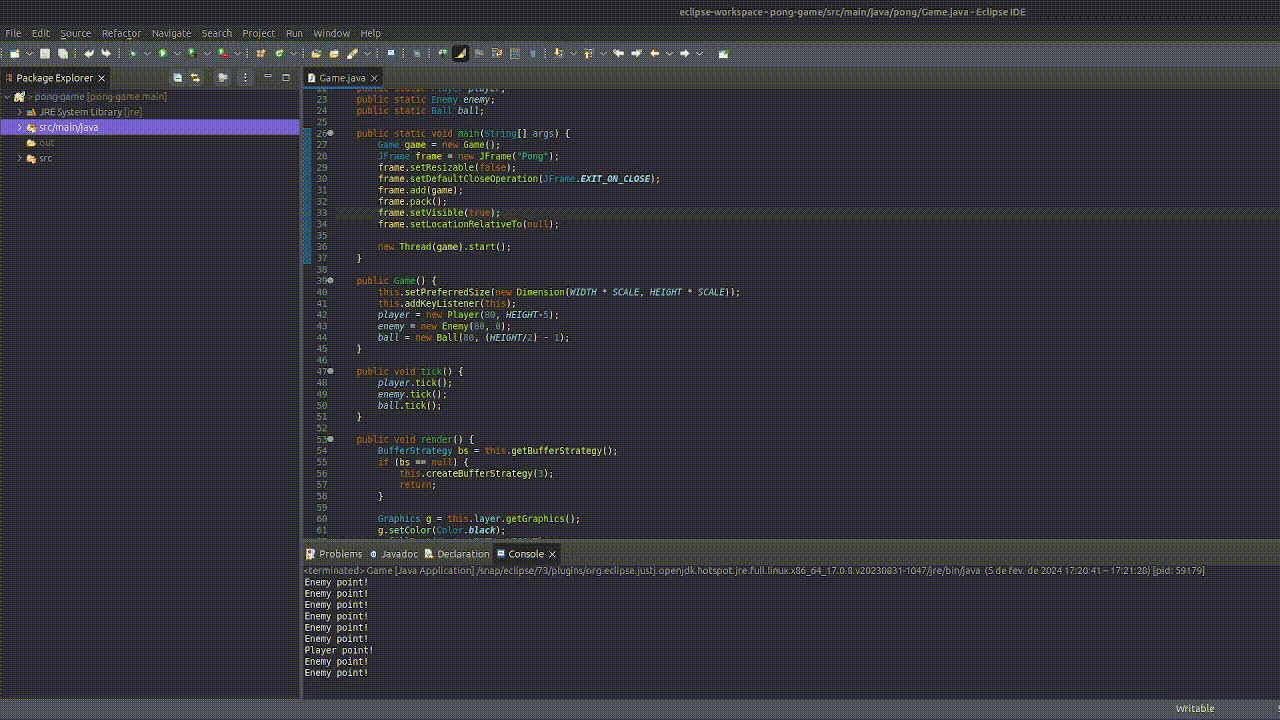 eclipse-workspace - pong-game/src/main/java/pong/Game.java - Eclipse IDE
File Edit Source Refactor Navigate Search Project Run Window Help
Package Explorer
> pong-game [pong-game main]
JRE System Library [jre]
src/main/java
out
src
Game.java
23 public static Enemy enemy;
24 public static Ball ball;
25
26 public static void main(String[] args) {
27 Game game = new Game();
28 JFrame frame = new JFrame("Pong");
29 frame.setResizable(false);
30 frame.setDefaultCloseOperation(JFrame.EXIT_ON_CLOSE);
31 frame.add(game);
32 frame.pack();
33 frame.setVisible(true);
34 frame.setLocationRelativeTo(null);
35
36 new Thread(game).start();
37 }
38
39 public Game() {
40 this.setPreferredSize(new Dimension(WIDTH * SCALE, HEIGHT * SCALE));
41 this.addKeyListener(this);
42 player = new Player(80, HEIGHT-5);
43 enemy = new Enemy(80, 0);
44 ball = new Ball(80, (HEIGHT/2) - 1);
45 }
46
47 public void tick() {
48 player.tick();
49 enemy.tick();
50 ball.tick();
51 }
52
53 public void render() {
54 BufferStrategy bs = this.getBufferStrategy();
55 if (bs == null) {
56 this.createBufferStrategy(3);
57 return;
58 }
59
60 Graphics g = this.layer.getGraphics();
61 g.setColor(Color.black);
Problems Javadoc Declaration Console
<terminated> Game [Java Application] /snap/eclipse/73/plugins/org.eclipse.justj.openjdk.hotspot.jre.full.linux.x86_64_17.0.8.v20230831-1047/jre/bin/java (5 de fev. de 2024 17:20:41 – 17:21:28) [pid: 59179]
Enemy point!
Enemy point!
Enemy point!
Enemy point!
Enemy point!
Enemy point!
Player point!
Enemy point!
Enemy point!
Writable